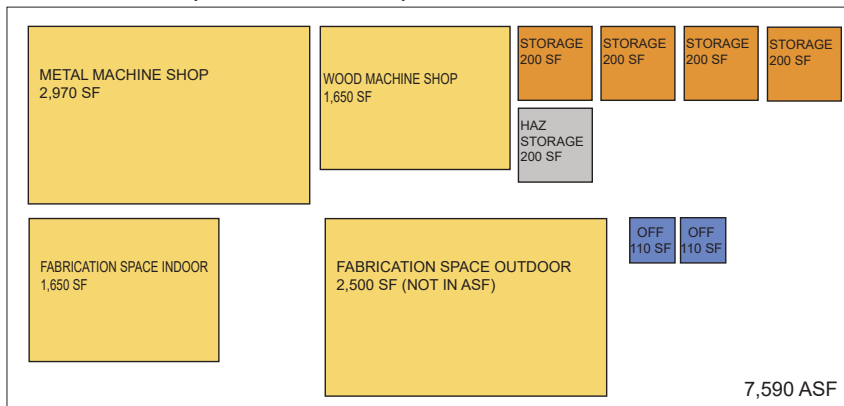 METAL MACHINE SHOP
2,970 SF
WOOD MACHINE SHOP
1,650 SF
STORAGE
200 SF
STORAGE
200 SF
STORAGE
200 SF
STORAGE
200 SF
HAZ
STORAGE
200 SF
FABRICATION SPACE INDOOR
1,650 SF
FABRICATION SPACE OUTDOOR
2,500 SF (NOT IN ASF)
OFF
110 SF
OFF
110 SF
7,590 ASF